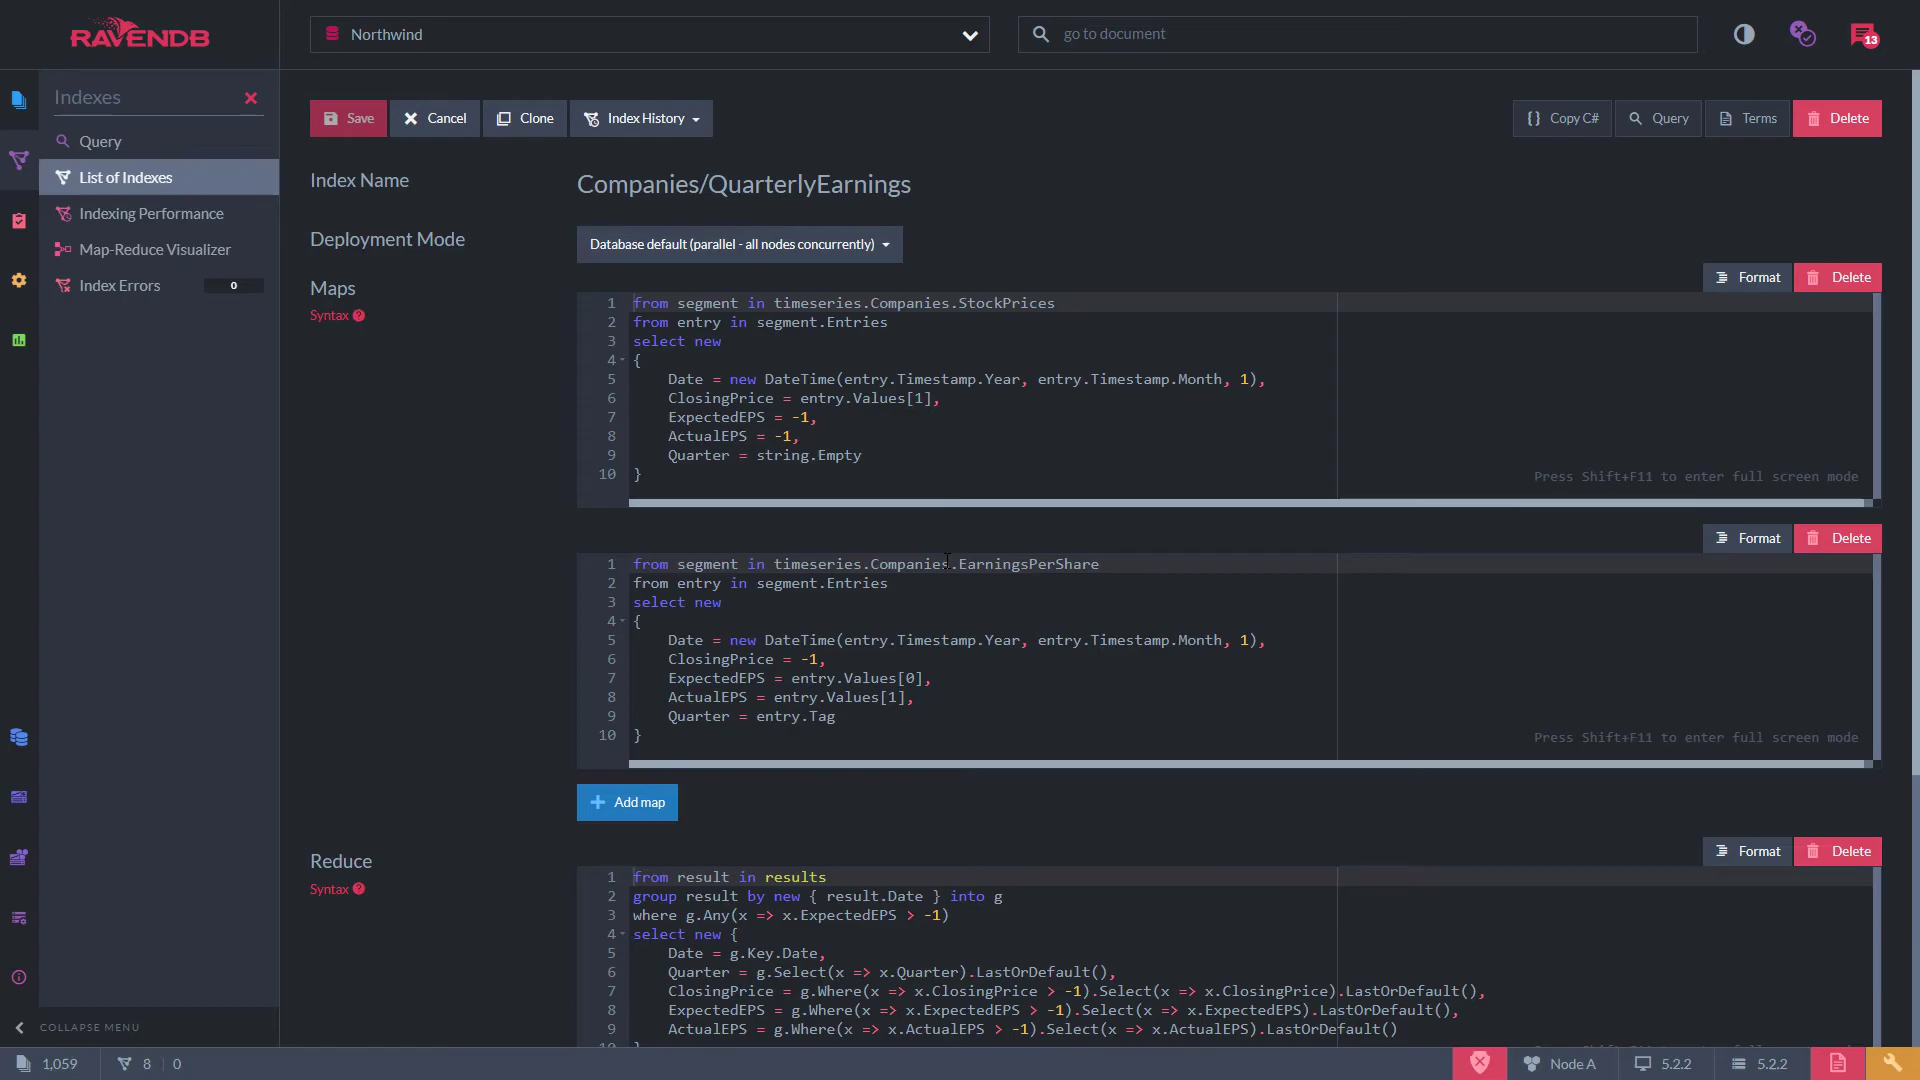 RAVENDB
Northwind
go to document
13
Indexes
Query
List of Indexes
Indexing Performance
Map-Reduce Visualizer
Index Errors
0
Save
Cancel
Clone
Index History
Copy C#
Query
Terms
Delete
Index Name
Companies/QuarterlyEarnings
Deployment Mode
Database default (parallel - all nodes concurrently)
Maps
Syntax
Format
Delete
1 from segment in timeseries.Companies.StockPrices
2 from entry in segment.Entries
3 select new
4 {
5 Date = new DateTime(entry.Timestamp.Year, entry.Timestamp.Month, 1),
6 ClosingPrice = entry.Values[1],
7 ExpectedEPS = -1,
8 ActualEPS = -1,
9 Quarter = string.Empty
10 }
Press Shift+F11 to enter full screen mode
Format
Delete
1 from segment in timeseries.Companies.EarningsPerShare
2 from entry in segment.Entries
3 select new
4 {
5 Date = new DateTime(entry.Timestamp.Year, entry.Timestamp.Month, 1),
6 ClosingPrice = -1,
7 ExpectedEPS = entry.Values[0],
8 ActualEPS = entry.Values[1],
9 Quarter = entry.Tag
10 }
Press Shift+F11 to enter full screen mode
Add map
Reduce
Syntax
Format
Delete
1 from result in results
2 group result by new { result.Date } into g
3 where g.Any(x => x.ExpectedEPS > -1)
4 select new {
5 Date = g.Key.Date,
6 Quarter = g.Select(x => x.Quarter).LastOrDefault(),
7 ClosingPrice = g.Where(x => x.ClosingPrice > -1).Select(x => x.ClosingPrice).LastOrDefault(),
8 ExpectedEPS = g.Where(x => x.ExpectedEPS > -1).Select(x => x.ExpectedEPS).LastOrDefault(),
9 ActualEPS = g.Where(x => x.ActualEPS > -1).Select(x => x.ActualEPS).LastOrDefault()
COLLAPSE MENU
1,059
8
0
Node A
5.2.2
5.2.2